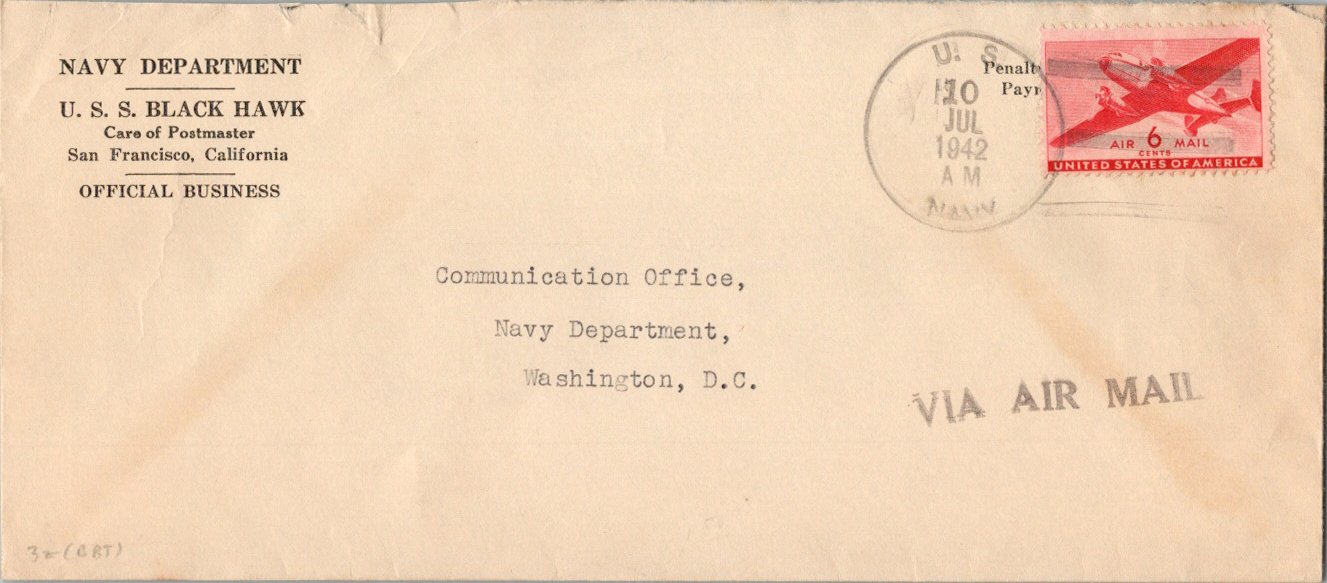 NAVY DEPARTMENT
U. S. S. BLACK HAWK
Care of Postmaster
San Francisco, California
OFFICIAL BUSINESS
U. S.
10
JUL
1942
A M
NAVY
Penalt
Payr
AIR 6 MAIL
CENTS
UNITED STATES OF AMERICA
Communication Office,
Navy Department,
Washington, D.C.
VIA AIR MAIL